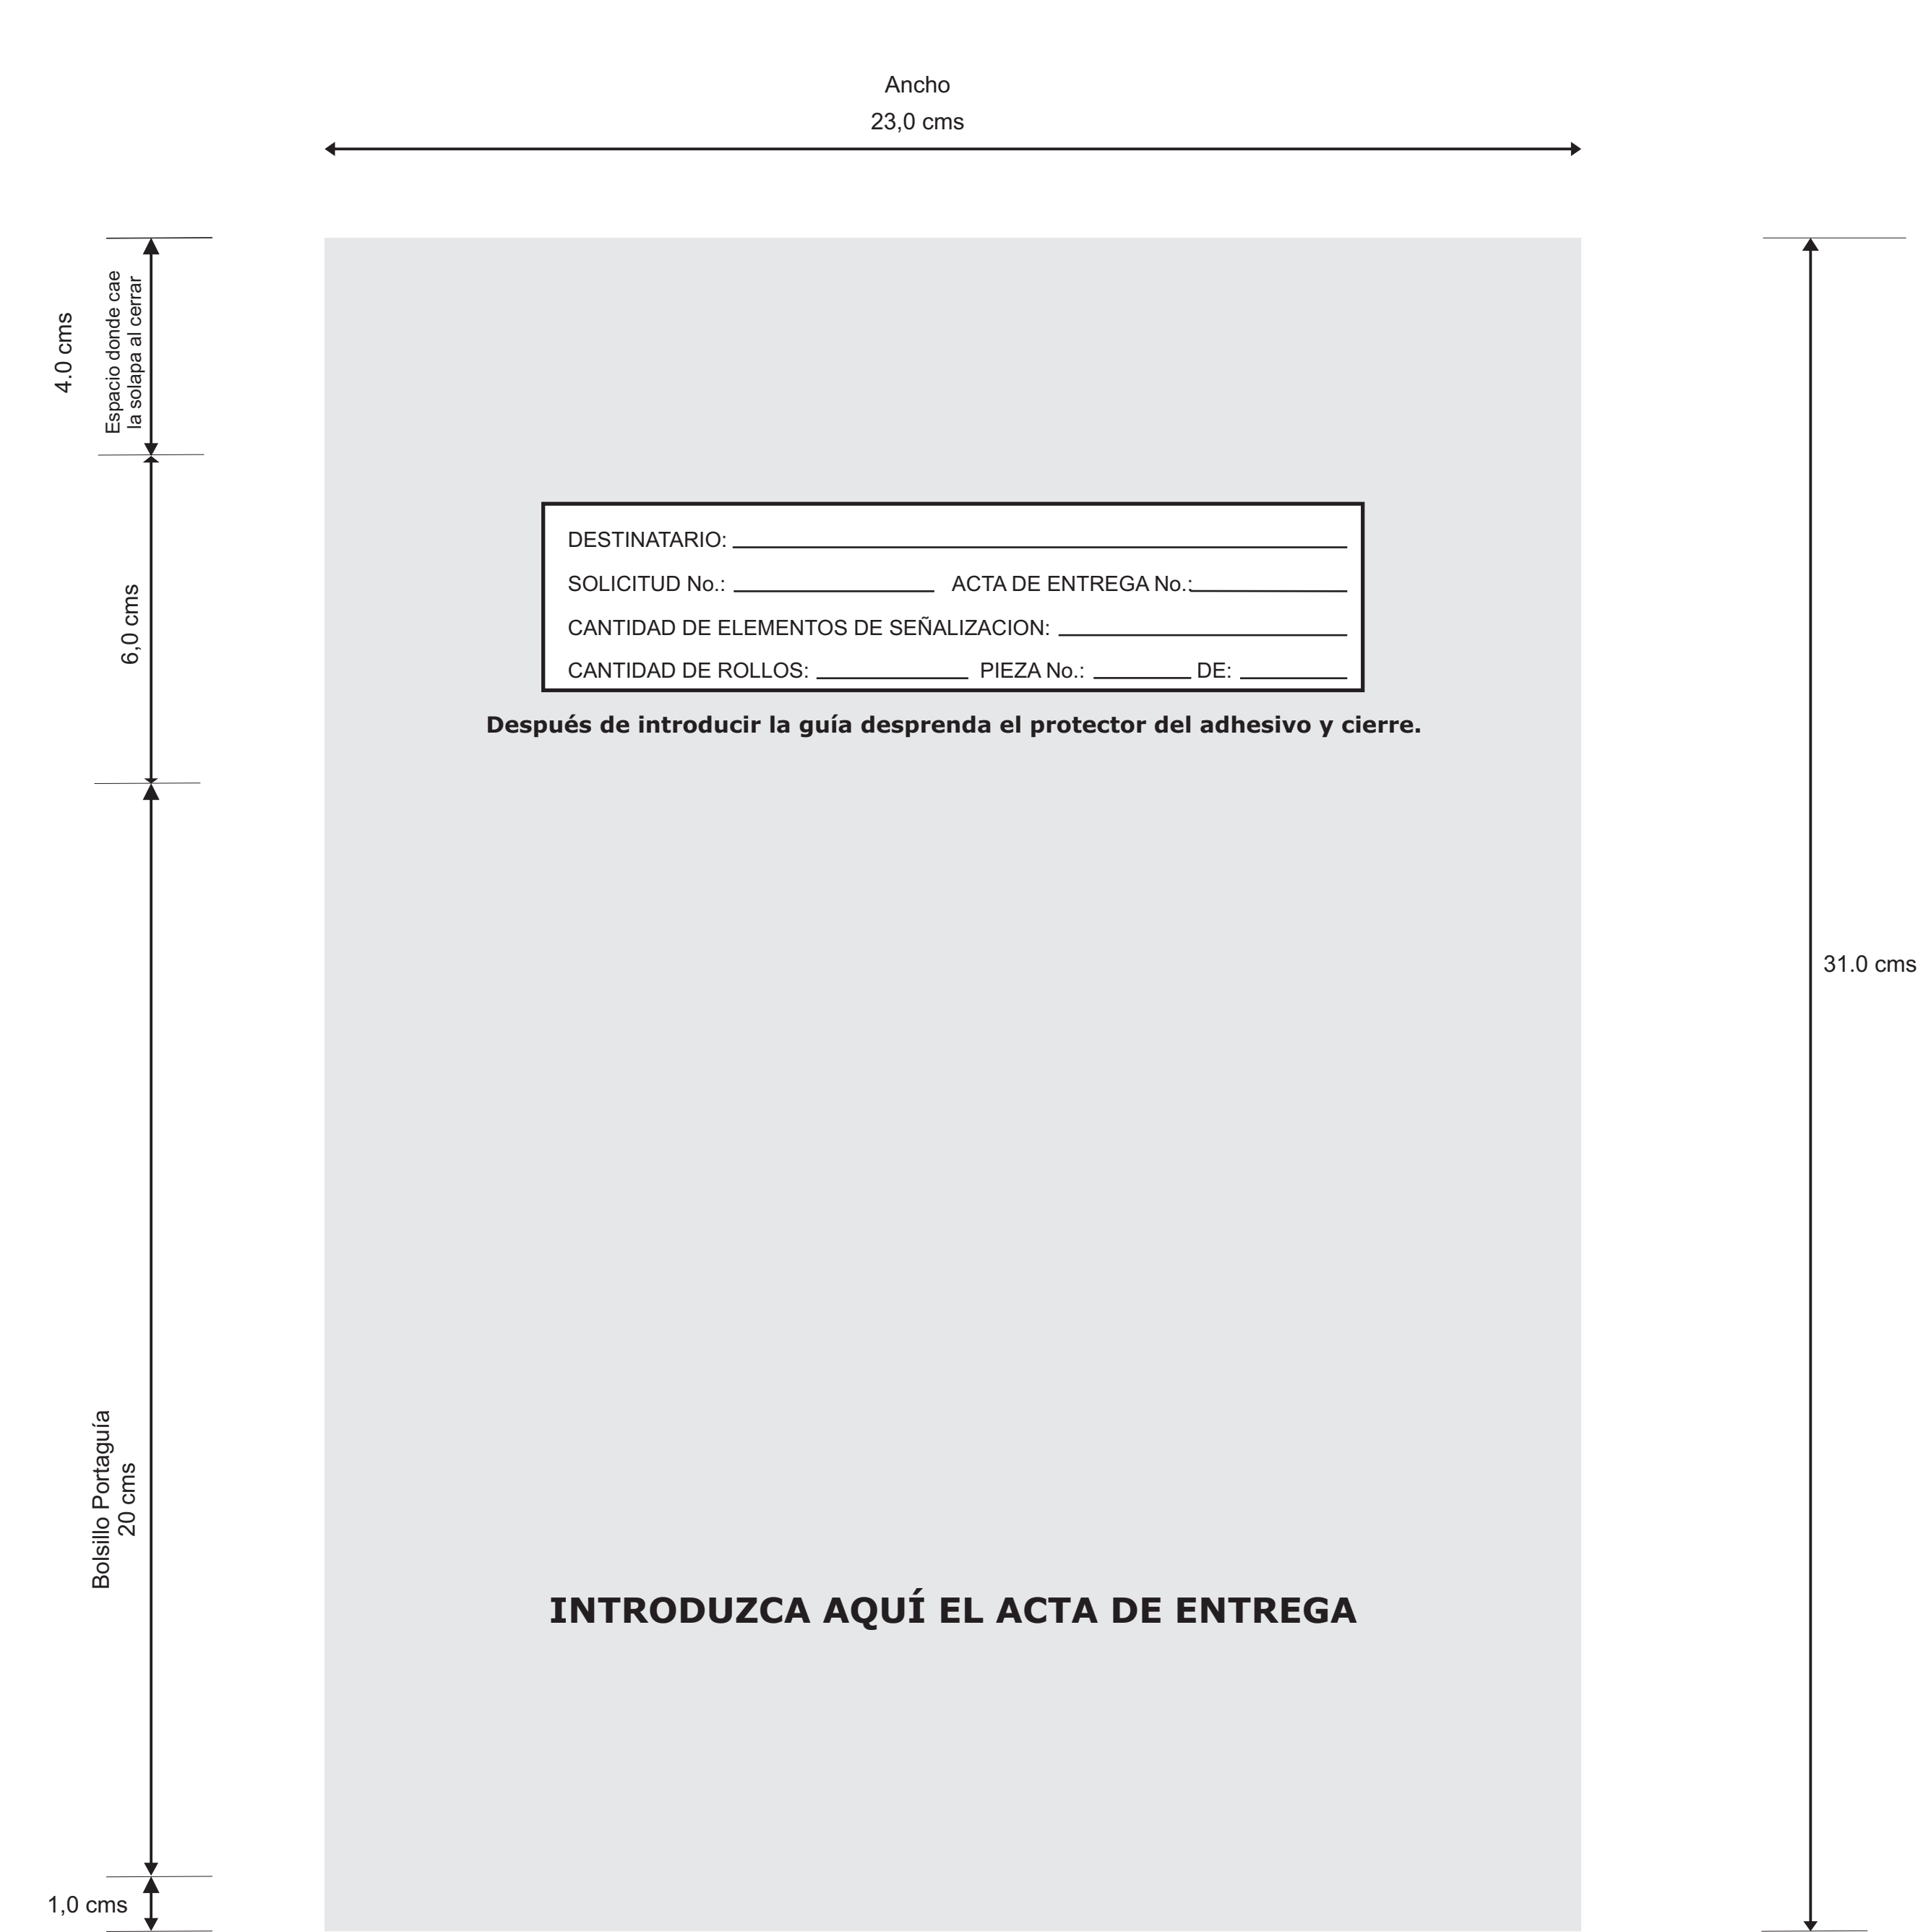 Ancho
23,0 cms
4.0 cms
Espacio donde cae
la solapa al cerrar
DESTINATARIO:
SOLICITUD No.: ACTA DE ENTREGA No.:
CANTIDAD DE ELEMENTOS DE SEÑALIZACION:
CANTIDAD DE ROLLOS: PIEZA No.: DE:
6,0 cms
Después de introducir la guía desprenda el protector del adhesivo y cierre.
31.0 cms
Bolsillo Portaguía
20 cms
INTRODUZCA AQUÍ EL ACTA DE ENTREGA
1,0 cms